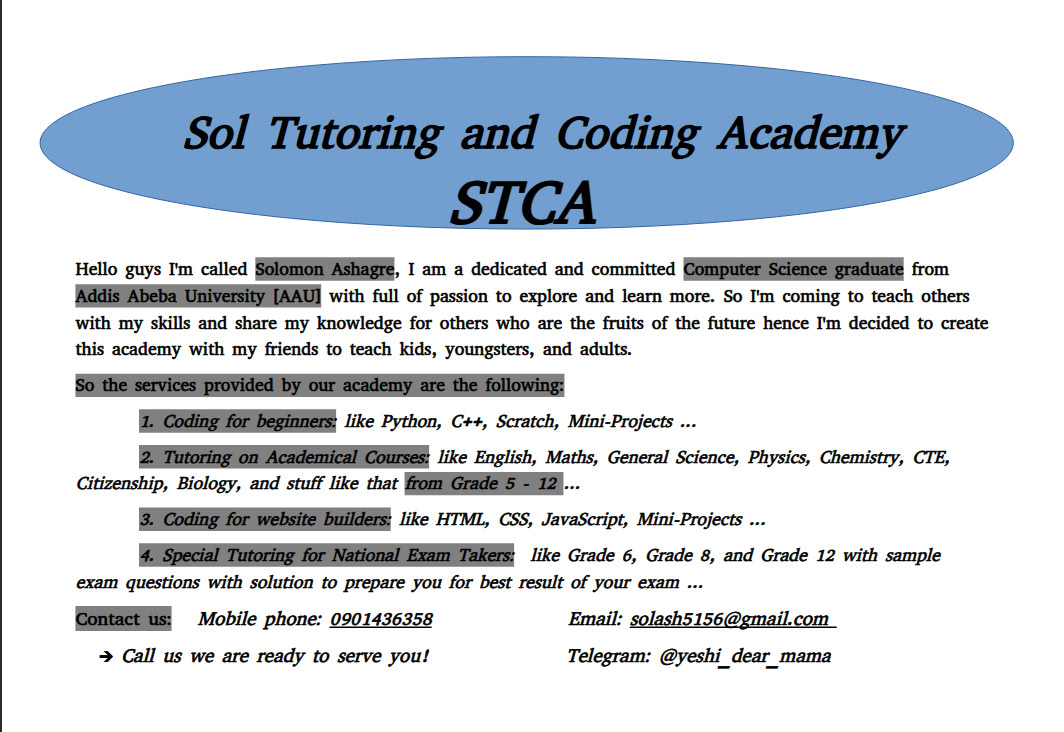 Sol Tutoring and Coding Academy
STCA
Hello guys I'm called Solomon Ashagre, I am a dedicated and committed Computer Science graduate from
Addis Abeba University [AAU] with full of passion to explore and learn more. So I'm coming to teach others
with my skills and share my knowledge for others who are the fruits of the future hence I'm decided to create
this academy with my friends to teach kids, youngsters, and adults.
So the services provided by our academy are the following:
1. Coding for beginners: like Python, C++, Scratch, Mini-Projects ...
2. Tutoring on Academical Courses: like English, Maths, General Science, Physics, Chemistry, CTE,
Citizenship, Biology, and stuff like that from Grade 5 - 12 ...
3. Coding for website builders: like HTML, CSS, JavaScript, Mini-Projects ...
4. Special Tutoring for National Exam Takers: like Grade 6, Grade 8, and Grade 12 with sample
exam questions with solution to prepare you for best result of your exam ...
Contact us: Mobile phone: 0901436358 Email: solash5156@gmail.com
➔ Call us we are ready to serve you! Telegram: @yeshi_dear_mama